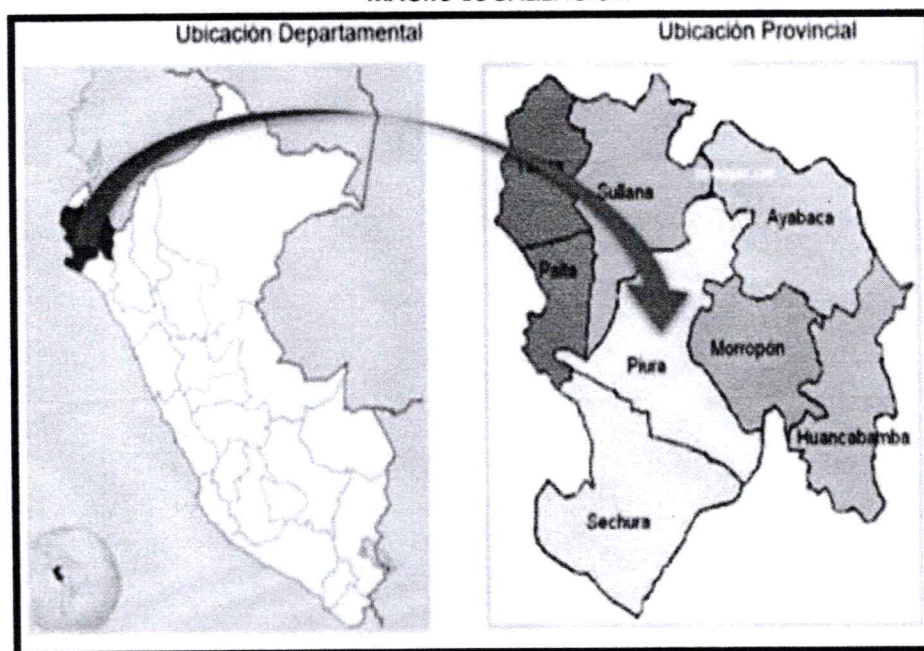 Ubicación Departamental
Ubicación Provincial
Sullana
Ayabaca
Paita
Piura
Morropón
Huancabamba
Sechura